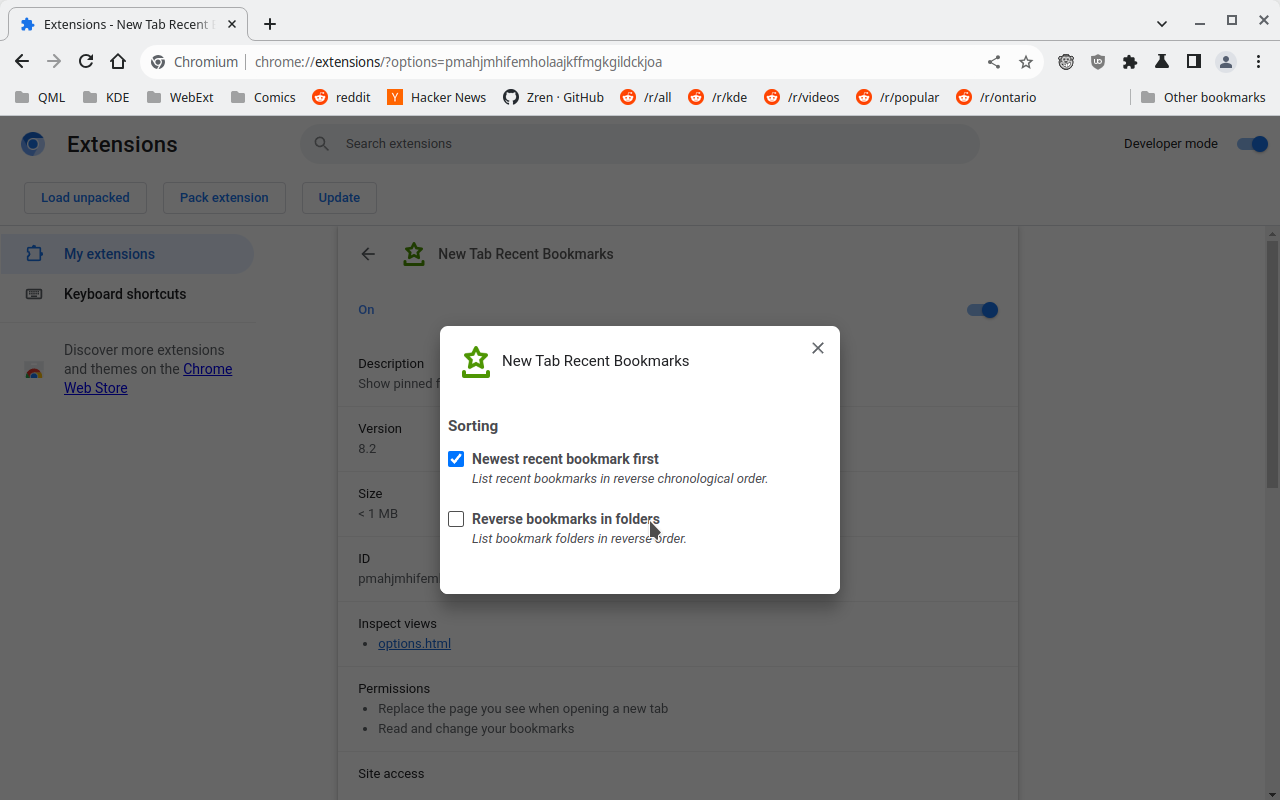 Extensions - New Tab Recent
Chromium
chrome://extensions/?options=pmahjmhifemholaajkffmgkgildckjoa
QML
KDE
WebExt
Comics
reddit
Hacker News
Zren · GitHub
/r/all
/r/kde
/r/videos
/r/popular
/r/ontario
Other bookmarks
Extensions
Search extensions
Developer mode
Load unpacked
Pack extension
Update
My extensions
Keyboard shortcuts
Discover more extensions
and themes on the Chrome
Web Store
New Tab Recent Bookmarks
On
Description
Show pinned f
Version
8.2
Size
< 1 MB
ID
pmahjmhifeml
Inspect views
options.html
Permissions
Replace the page you see when opening a new tab
Read and change your bookmarks
Site access
New Tab Recent Bookmarks
Sorting
Newest recent bookmark first
List recent bookmarks in reverse chronological order.
Reverse bookmarks in folders
List bookmark folders in reverse order.